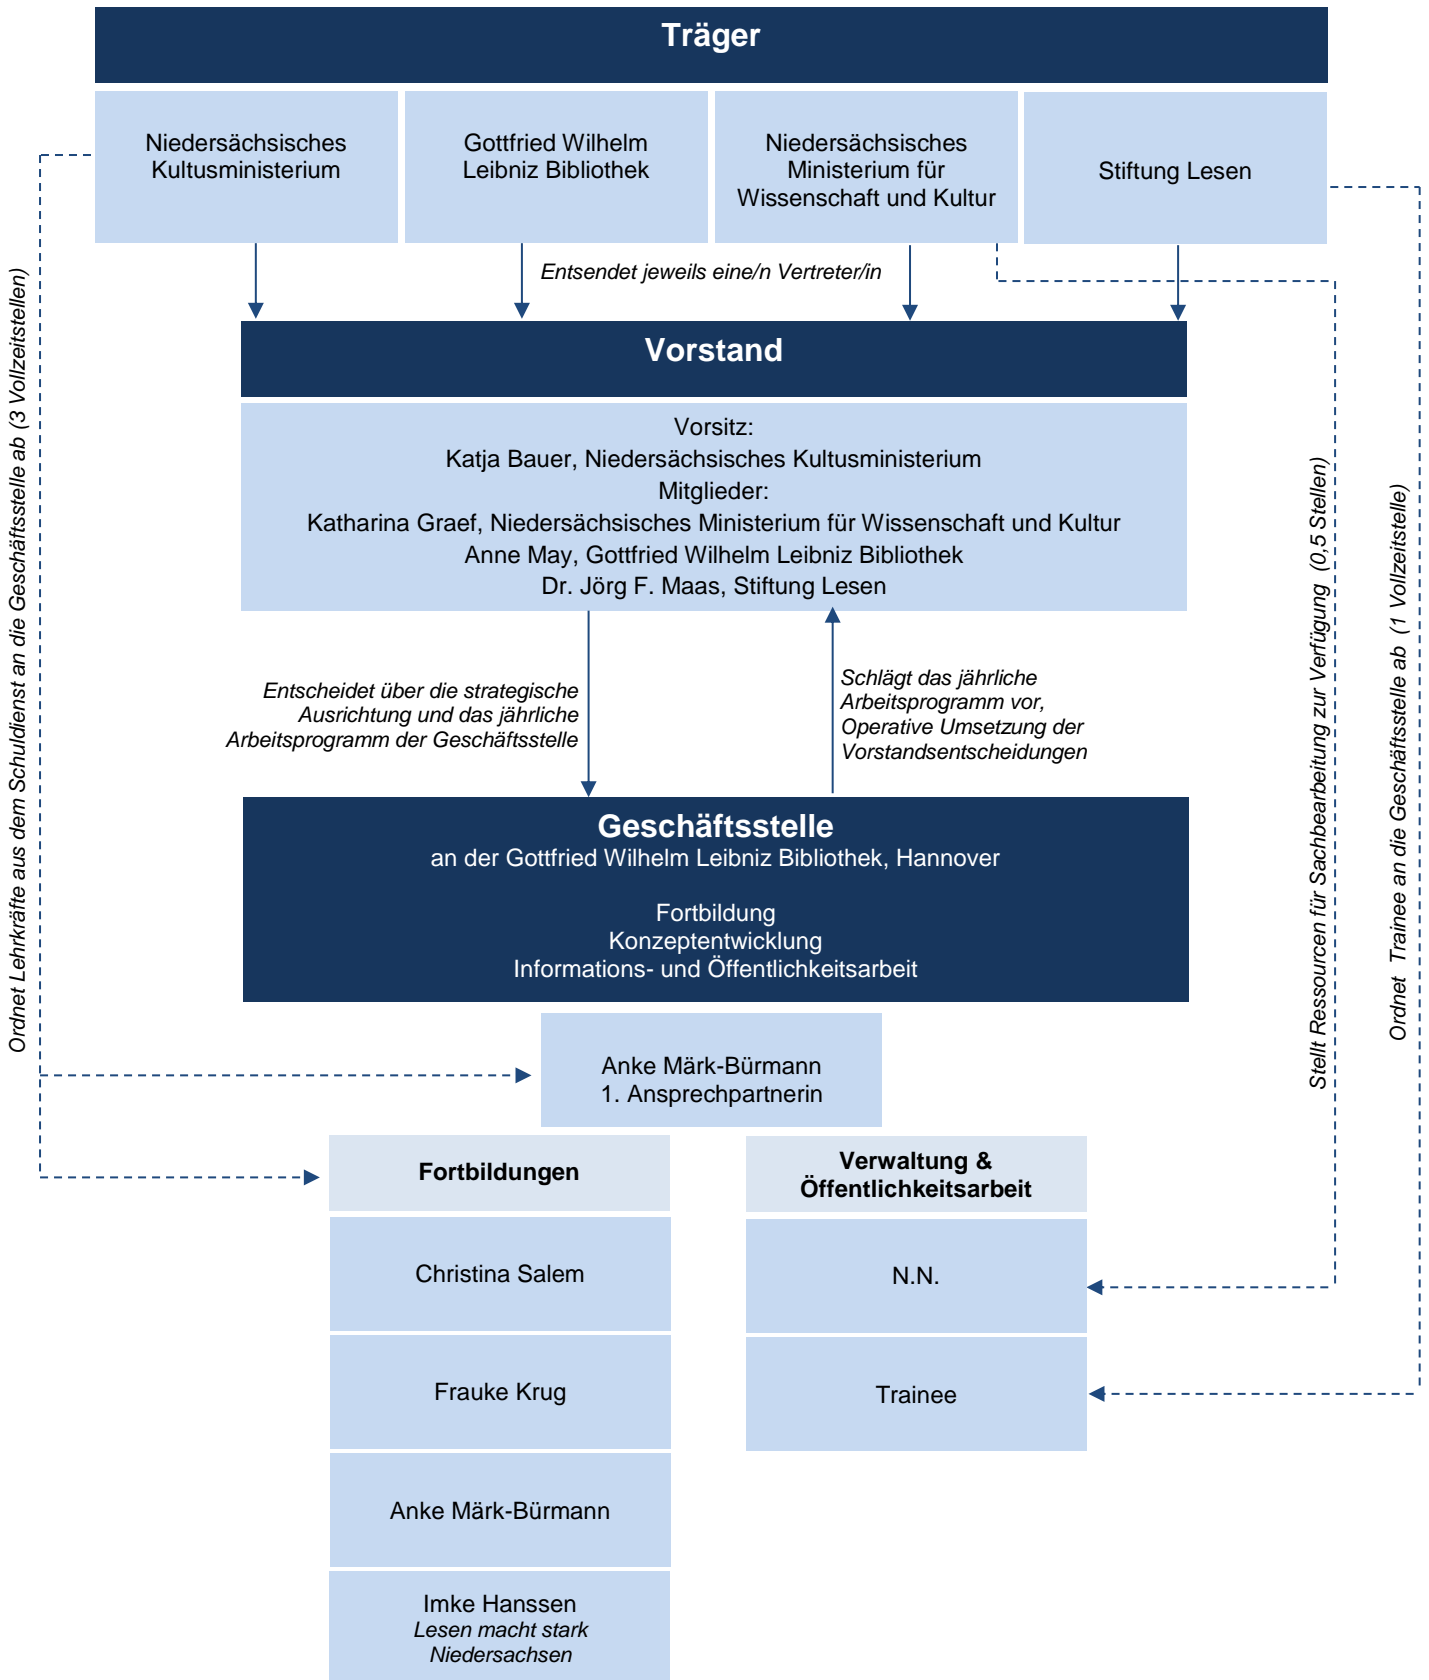 Träger
Niedersächsisches
Kultusministerium
Gottfried Wilhelm
Leibniz Bibliothek
Niedersächsisches
Ministerium für
Wissenschaft und Kultur
Stiftung Lesen
Entsendet jeweils eine/n Vertreter/in
Vorstand
Vorsitz:
Katja Bauer, Niedersächsisches Kultusministerium
Mitglieder:
Katharina Graef, Niedersächsisches Ministerium für Wissenschaft und Kultur
Anne May, Gottfried Wilhelm Leibniz Bibliothek
Dr. Jörg F. Maas, Stiftung Lesen
Entscheidet über die strategische
Ausrichtung und das jährliche
Arbeitsprogramm der Geschäftsstelle
Schlägt das jährliche
Arbeitsprogramm vor,
Operative Umsetzung der
Vorstandsentscheidungen
Geschäftsstelle
an der Gottfried Wilhelm Leibniz Bibliothek, Hannover
Fortbildung
Konzeptentwicklung
Informations- und Öffentlichkeitsarbeit
Anke Märk-Bürmann
1. Ansprechpartnerin
Fortbildungen
Christina Salem
Frauke Krug
Anke Märk-Bürmann
Imke Hanssen
Lesen macht stark
Niedersachsen
Verwaltung &
Öffentlichkeitsarbeit
N.N.
Trainee
Ordnet Lehrkräfte aus dem Schuldienst an die Geschäftsstelle ab (3 Vollzeitstellen)
Stellt Ressourcen für Sachbearbeitung zur Verfügung (0,5 Stellen)
Ordnet Trainee an die Geschäftsstelle ab (1 Vollzeitstelle)